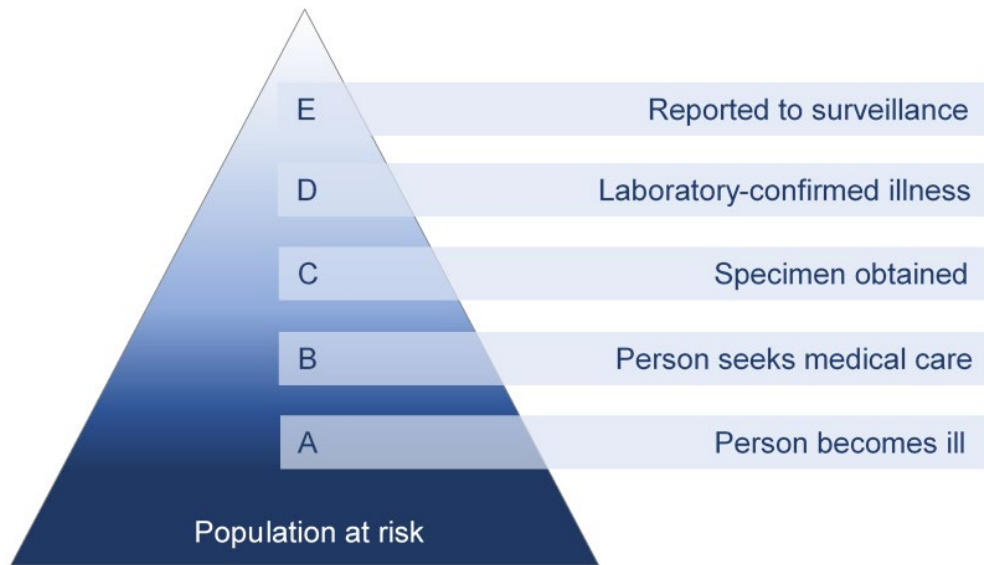 E Reported to surveillance
D Laboratory-confirmed illness
C Specimen obtained
B Person seeks medical care
A Person becomes ill
Population at risk